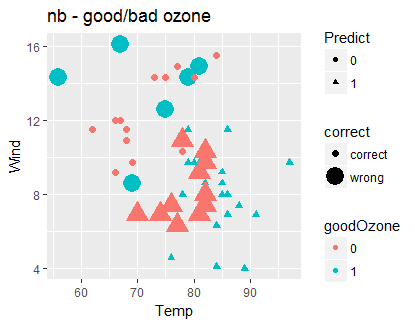 nb - good/bad ozone
16
12
8
4
Wind
60
70
80
90
Temp
Predict
0
1
correct
correct
wrong
goodOzone
0
1